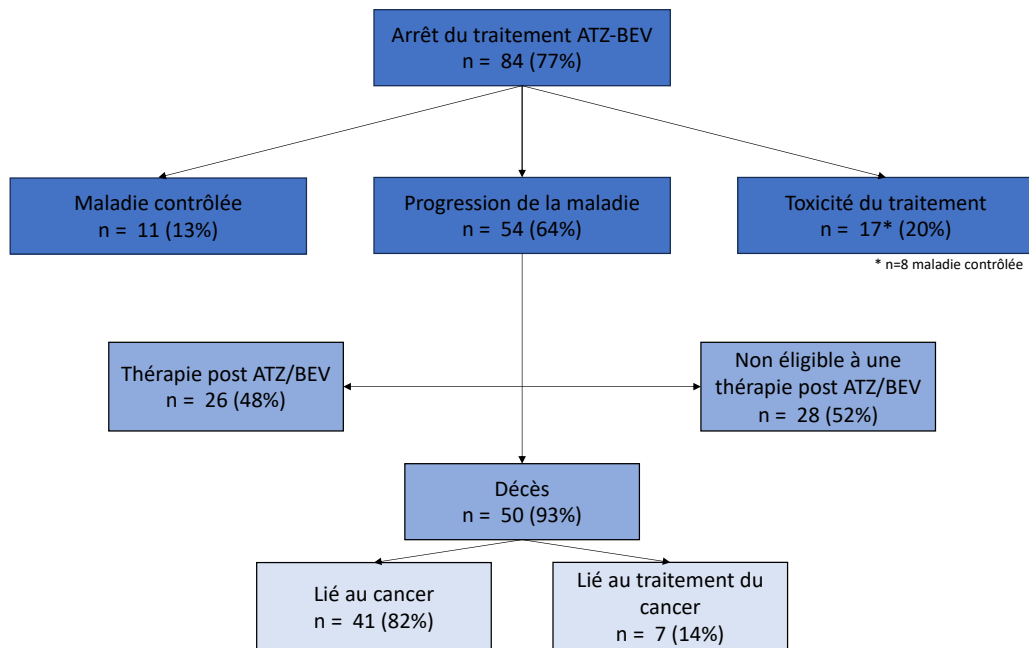 Arrêt du traitement ATZ-BEV
n = 84 (77%)
Maladie contrôlée
n = 11 (13%)
Progression de la maladie
n = 54 (64%)
Toxicité du traitement
n = 17* (20%)
* n=8 maladie contrôlée
Thérapie post ATZ/BEV
n = 26 (48%)
Non éligible à une
thérapie post ATZ/BEV
n = 28 (52%)
Décès
n = 50 (93%)
Lié au cancer
n = 41 (82%)
Lié au traitement du
cancer
n = 7 (14%)